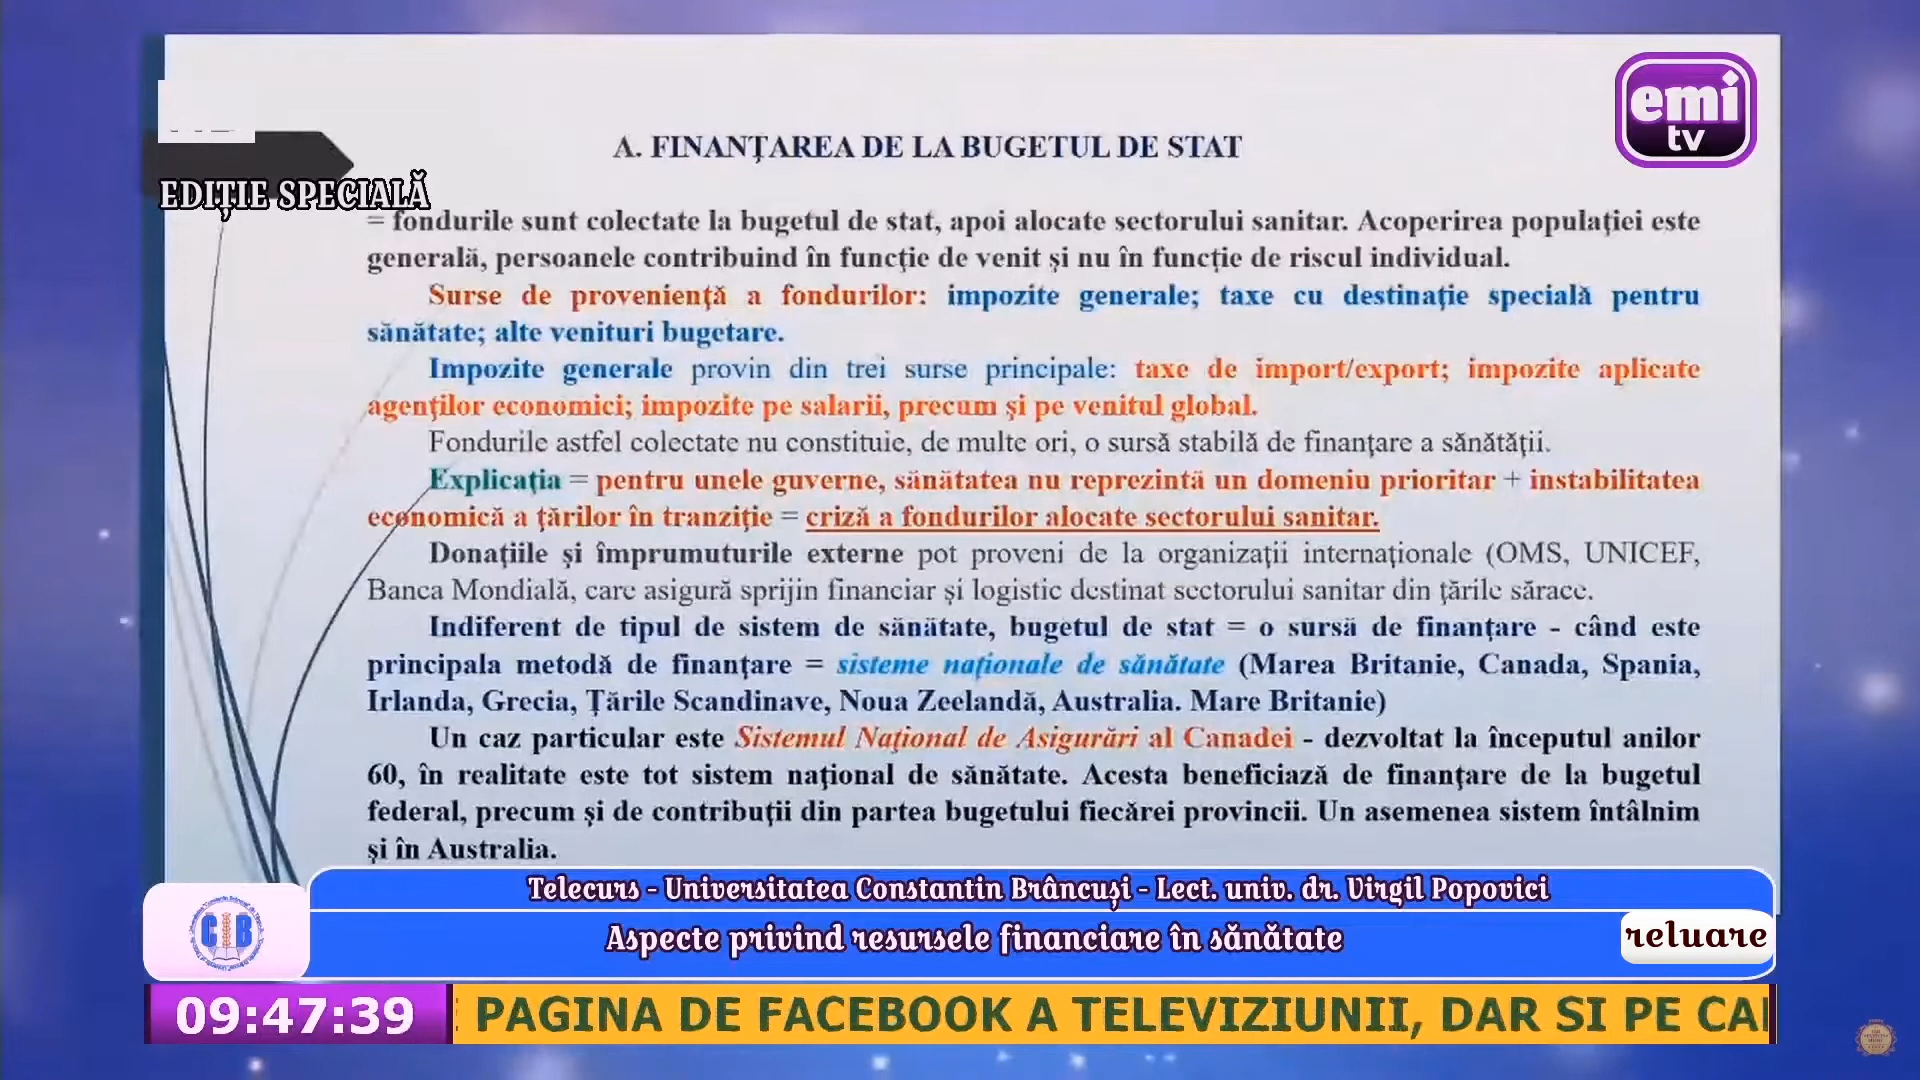 emi
tv
A. FINANȚAREA DE LA BUGETUL DE STAT
EDIȚIE SPECIALĂ
= fondurile sunt colectate la bugetul de stat, apoi alocate sectorului sanitar. Acoperirea populației este
generală, persoanele contribuind în funcție de venit și nu în funcție de riscul individual.
Surse de proveniență a fondurilor: impozite generale; taxe cu destinație specială pentru
sănătate; alte venituri bugetare.
Impozite generale provin din trei surse principale: taxe de import/export; impozite aplicate
agenților economici; impozite pe salarii, precum și pe venitul global.
Fondurile astfel colectate nu constituie, de multe ori, o sursă stabilă de finanțare a sănătății.
Explicația = pentru unele guverne, sănătatea nu reprezintă un domeniu prioritar + instabilitatea
economică a țărilor în tranziție = criză a fondurilor alocate sectorului sanitar.
Donațiile și împrumuturile externe pot proveni de la organizații internaționale (OMS, UNICEF,
Banca Mondială, care asigură sprijin financiar și logistic destinat sectorului sanitar din țările sărace.
Indiferent de tipul de sistem de sănătate, bugetul de stat = o sursă de finanțare - când este
principala metodă de finanțare = sisteme naționale de sănătate (Marea Britanie, Canada, Spania,
Irlanda, Grecia, Țările Scandinave, Noua Zeelandă, Australia. Mare Britanie)
Un caz particular este Sistemul Național de Asigurări al Canadei - dezvoltat la începutul anilor
60, în realitate este tot sistem național de sănătate. Acesta beneficiază de finanțare de la bugetul
federal, precum și de contribuții din partea bugetului fiecărei provincii. Un asemenea sistem întâlnim
și în Australia.
Telecurs - Universitatea Constantin Brâncuși - Lect. univ. dr. Virgil Popovici
CIB
Aspecte privind resursele financiare în sănătate
reluare
09:47:39
PAGINA DE FACEBOOK A TELEVIZIUNII, DAR SI PE CA